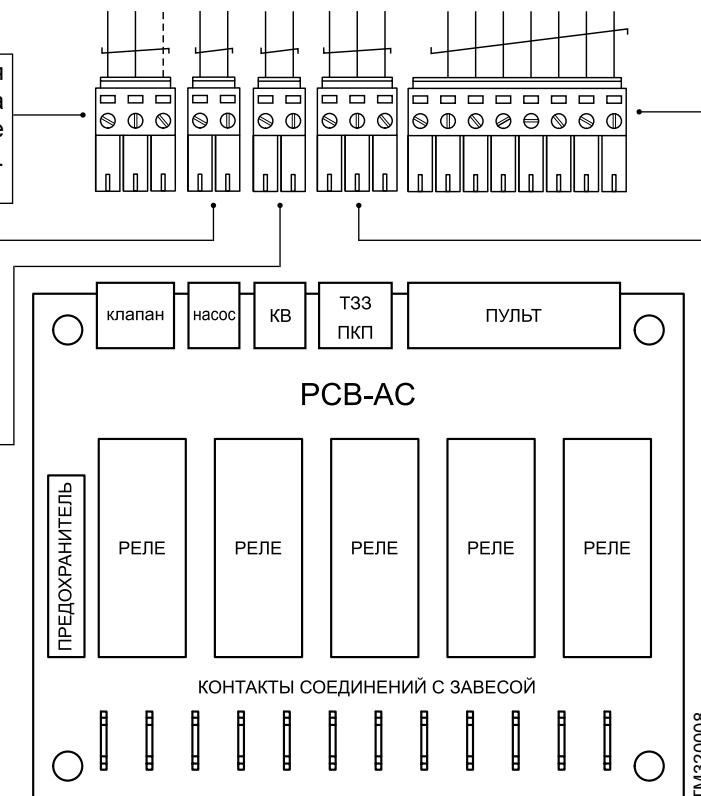 я
а
е
клапан
насос
КВ
ТЗЗ
ПКП
ПУЛЬТ
PCB-AC
ПРЕДОХРАНИТЕЛЬ
РЕЛЕ
РЕЛЕ
РЕЛЕ
РЕЛЕ
РЕЛЕ
КОНТАКТЫ СОЕДИНЕНИЙ С ЗАВЕСОЙ